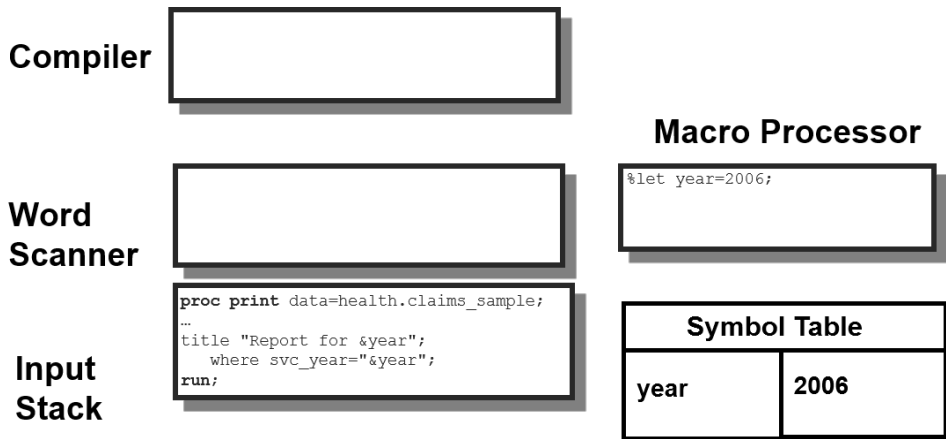 Compiler
Macro Processor
%let year=2006;
Word
Scanner
proc print data=health.claims_sample;
…
title "Report for &year";
where svc_year="&year";
run;
Input
Stack
Symbol Table
year 2006